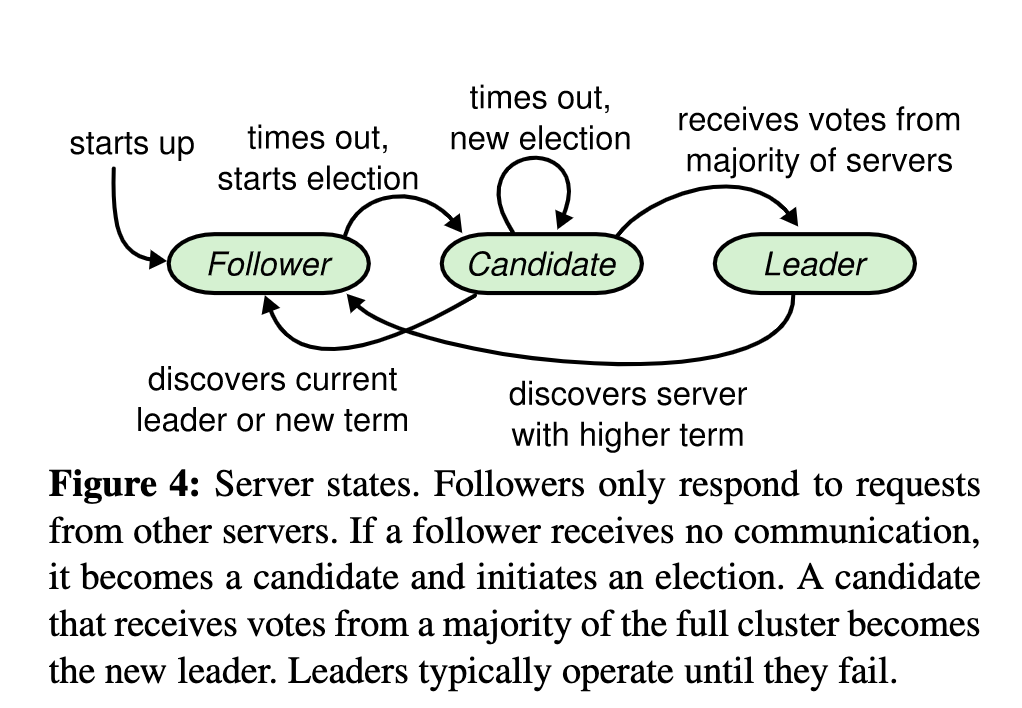 starts up
times out,
starts election
times out,
new election
receives votes from
majority of servers
Follower
Candidate
Leader
discovers current
leader or new term
discovers server
with higher term
Figure 4: Server states. Followers only respond to requests
from other servers. If a follower receives no communication,
it becomes a candidate and initiates an election. A candidate
that receives votes from a majority of the full cluster becomes
the new leader. Leaders typically operate until they fail.